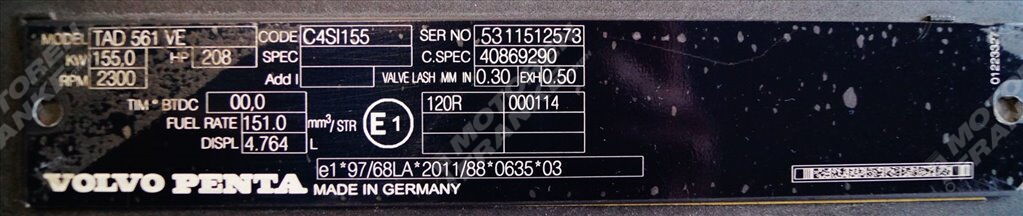 MODEL TAD 561 VE CODE C4SI155 SER NO 5311512573
KW 155,0 HP 208 SPEC C.SPEC 40869290
RPM 2300 Add I VALVE LASH MM IN 0.30 EXH 0.50
TIM° BTDC 00,0 120R 000114
FUEL RATE 151.0 mm³/STR E1
DISPL 4.764 L
e1*97/68LA*2011/88*0635*03
VOLVO PENTA MADE IN GERMANY